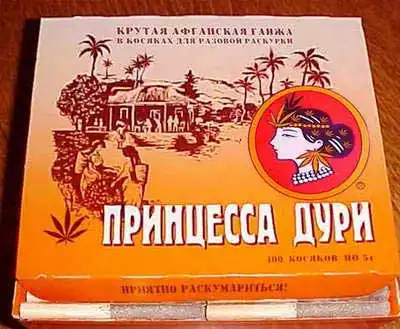 КРУТАЯ АФГАНСКАЯ ГАНЖА
В КОСЯКАХ ДЛЯ РАЗОВОЙ РАСКУРКИ
®
ПРИНЦЕССА ДУРИ
100 КОСЯКОВ ПО 5г
ПРИЯТНО РАСКУМАРИТЬСЯ!